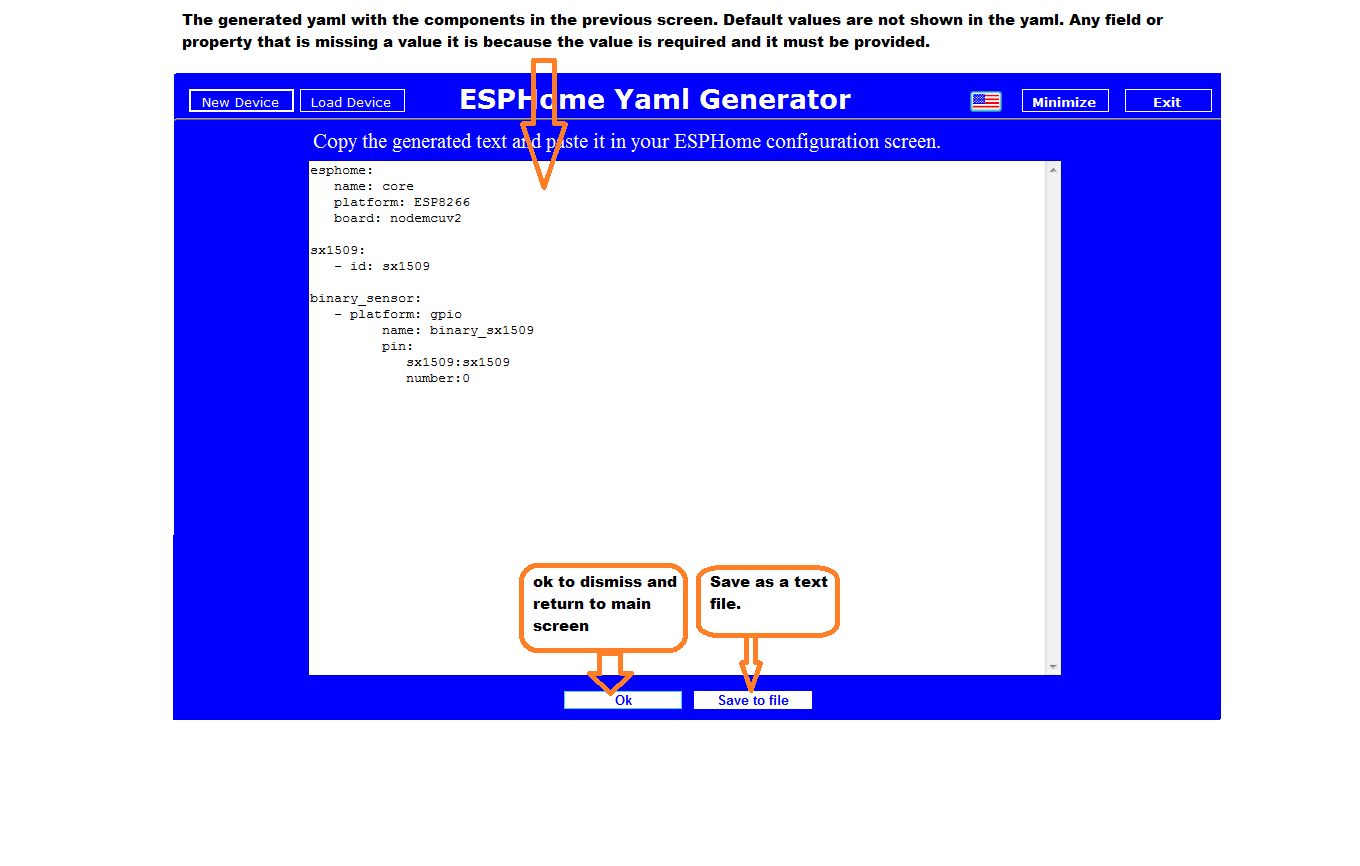 The generated yaml with the components in the previous screen. Default values are not shown in the yaml. Any field or
property that is missing a value it is because the value is required and it must be provided.
New Device
Load Device
ESPHome Yaml Generator
Minimize
Exit
Copy the generated text and paste it in your ESPHome configuration screen.
esphome:
   name: core
   platform: ESP8266
   board: nodemcuv2
sx1509:
   - id: sx1509
binary_sensor:
   - platform: gpio
         name: binary_sx1509
         pin:
            sx1509:sx1509
            number:0
ok to dismiss and
return to main
screen
Save as a text
file.
Ok
Save to file